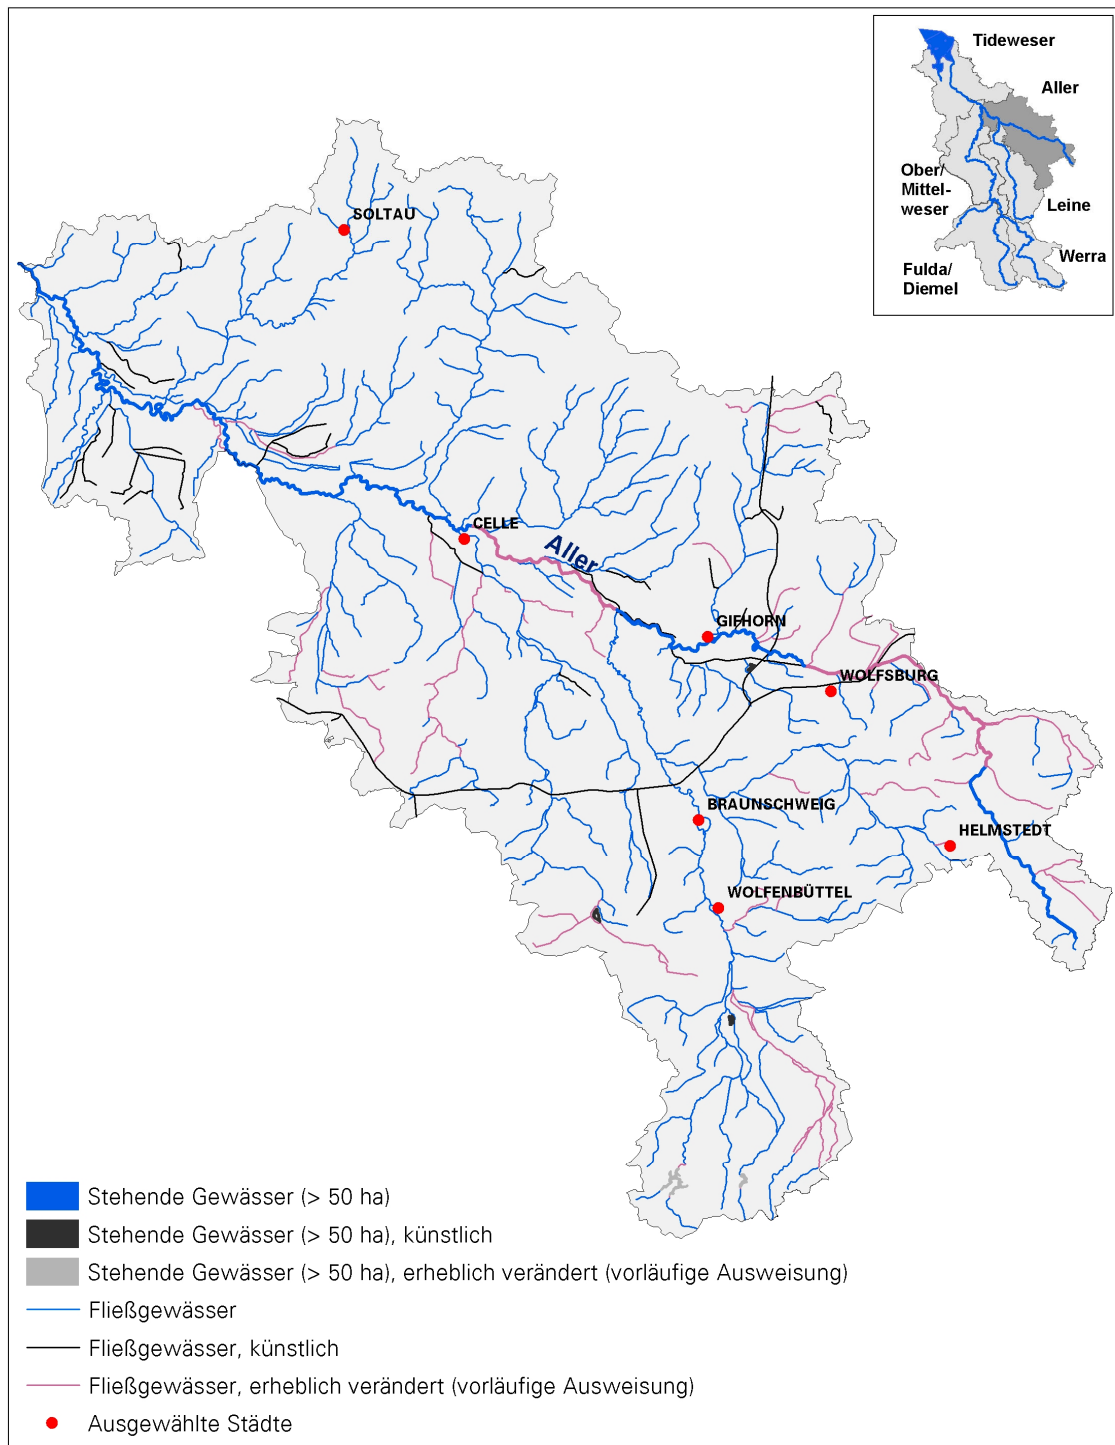 Tideweser
Aller
Ober/
Mittel-
weser
Leine
Werra
Fulda/
Diemel
SOLTAU
CELLE
Aller
GIFHORN
WOLFSBURG
BRAUNSCHWEIG
HELMSTEDT
WOLFENBÜTTEL
Stehende Gewässer (> 50 ha)
Stehende Gewässer (> 50 ha), künstlich
Stehende Gewässer (> 50 ha), erheblich verändert (vorläufige Ausweisung)
Fließgewässer
Fließgewässer, künstlich
Fließgewässer, erheblich verändert (vorläufige Ausweisung)
Ausgewählte Städte